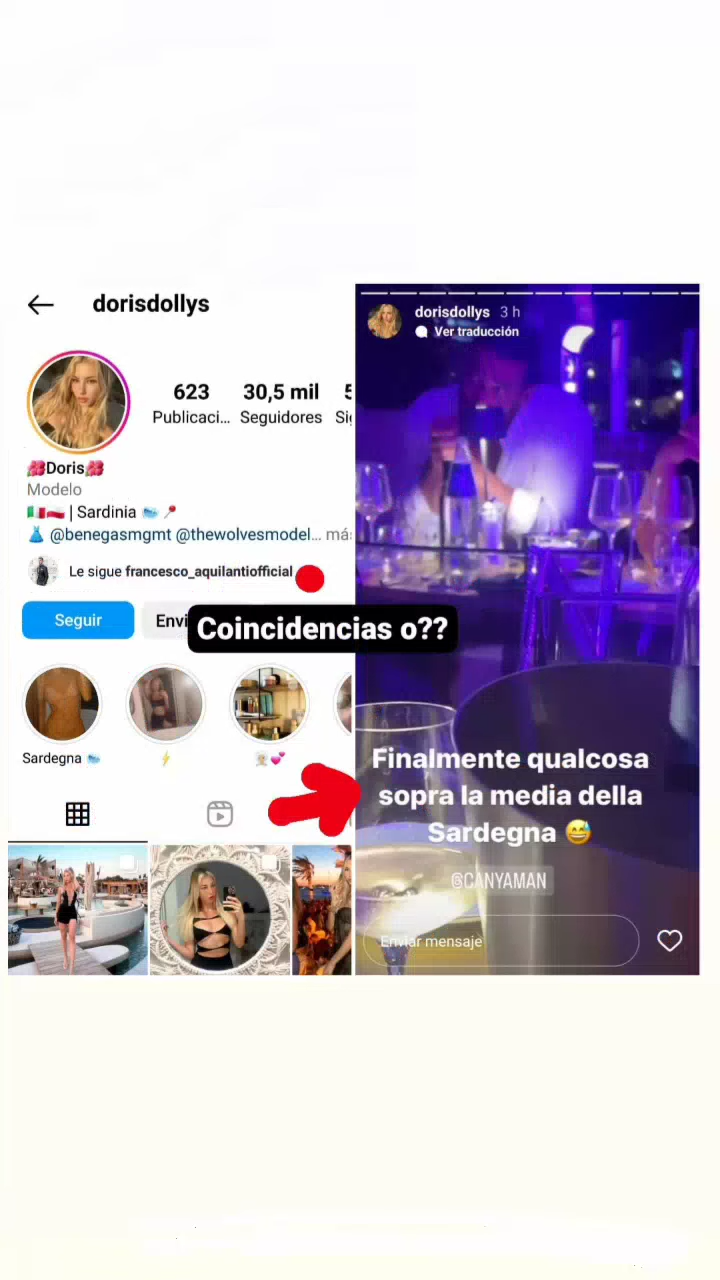 dorisdollys
623
30,5 mil
Publicaci...
Seguidores
🌺Doris🌺
Modelo
🇮🇹🇵🇱 | Sardinia
👗 @benegasmgmt @thewolvesmodel... má
Le sigue francesco_aquilantiofficial
Seguir
Envi
Sardegna
⚡
💕
dorisdollys 3 h
Ver traducción
Coincidencias o??
Finalmente qualcosa
sopra la media della
Sardegna 😅
@CANYAMAN
Enviar mensaje